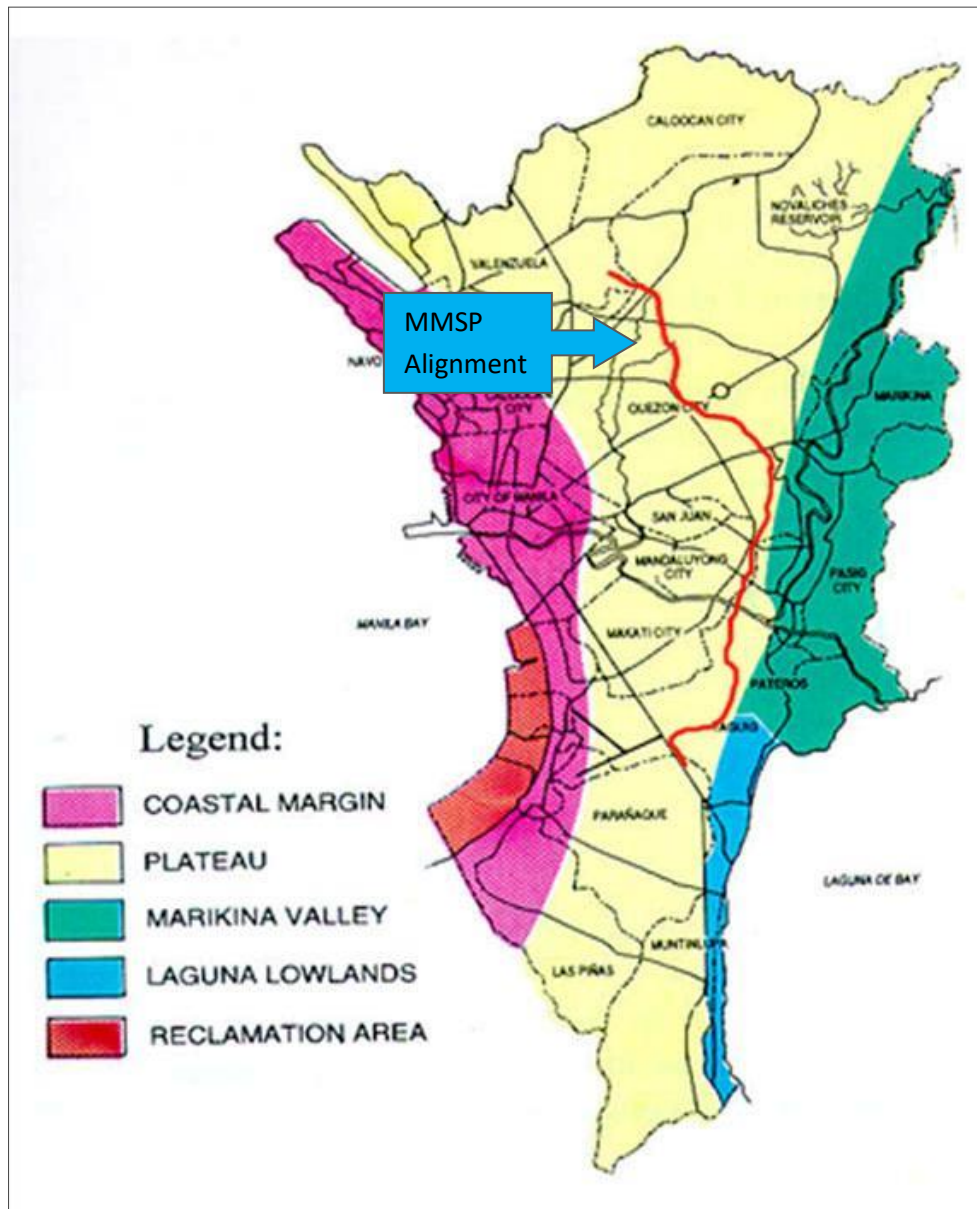 CALOOCAN CITY
NOVALICHES
RESERVOIR
VALENZUELA
MMSP
Alignment
NAVO
CALOOCAN
CITY
QUEZON CITY
MARIKINA
CITY OF MANILA
SAN JUAN
MANDALUYONG
CITY
PASIG
CITY
MANILA BAY
MAKATI CITY
PATEROS
TAGUIG
Legend:
COASTAL MARGIN
PLATEAU
MARIKINA VALLEY
LAGUNA LOWLANDS
RECLAMATION AREA
PARAÑAQUE
LAGUNA DE BAY
MUNTINLUPA
LAS PIÑAS